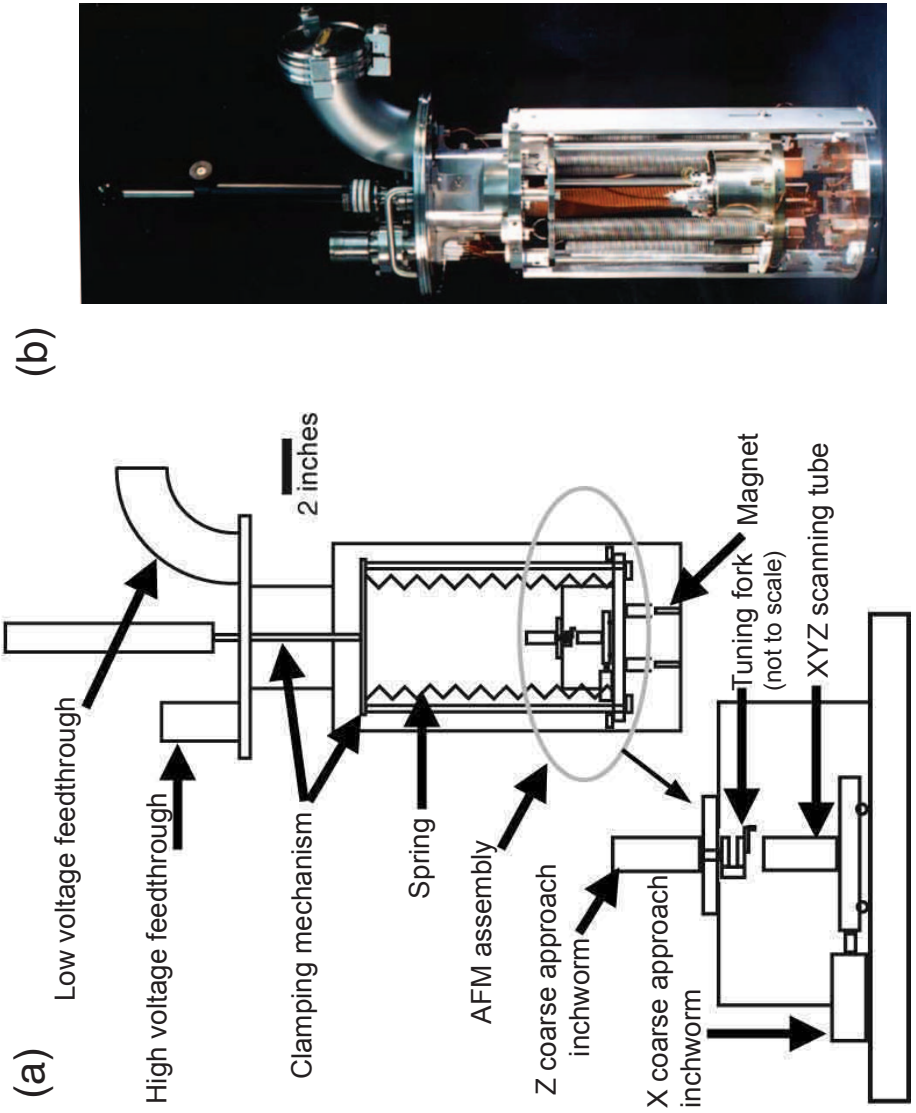 (a)
Low voltage feedthrough
High voltage feedthrough
Clamping mechanism
2 inches
Spring
AFM assembly
Z coarse approach
inchworm
X coarse approach
inchworm
Magnet
Tuning fork
(not to scale)
XYZ scanning tube
(b)